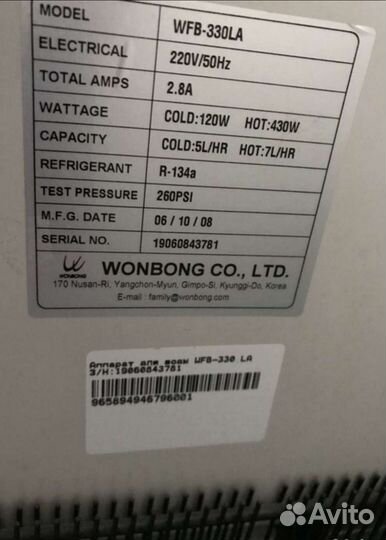 MODEL WFB-330LA
ELECTRICAL 220V/50Hz
TOTAL AMPS 2.8A
WATTAGE COLD:120W HOT:430W
CAPACITY COLD:5L/HR HOT:7L/HR
REFRIGERANT R-134a
TEST PRESSURE 260PSI
M.F.G. DATE 06 / 10 / 08
SERIAL NO. 19060843781
WONBONG WONBONG CO., LTD.
170 Nusan-Ri, Yangchon-Myun, Gimpo-Si, Kyunggi-Do, Korea
E-mail : family@wonbong.com
Аппарат для воды WFB-330 LA
З/Н:19060843781
965894946796001
Avito